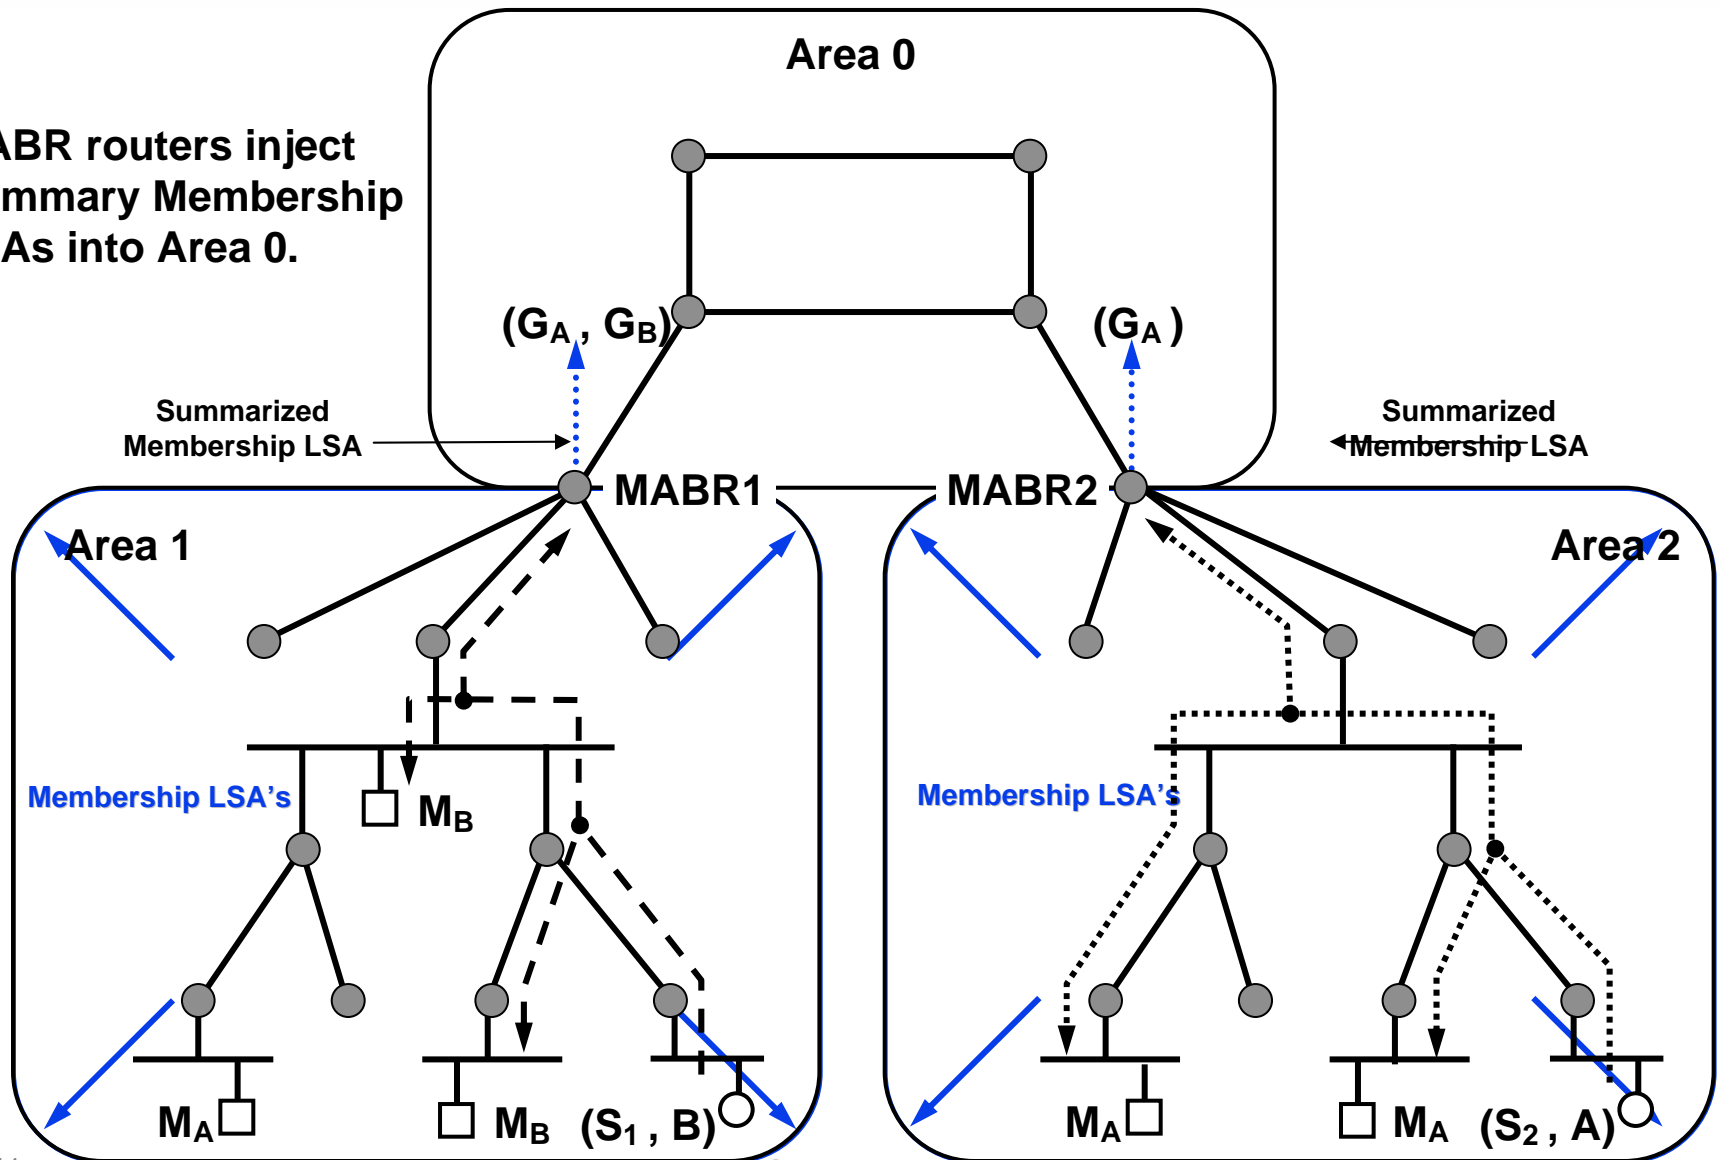 Area 0
ABR routers inject
mmary Membership
As into Area 0.
(GA , GB)
(GA )
Summarized
Membership LSA
Summarized
Membership LSA
MABR1
MABR2
Area 1
Area 2
Membership LSA's
MB
Membership LSA's
MA
MB
(S1 , B)
MA
MA
(S2 , A)